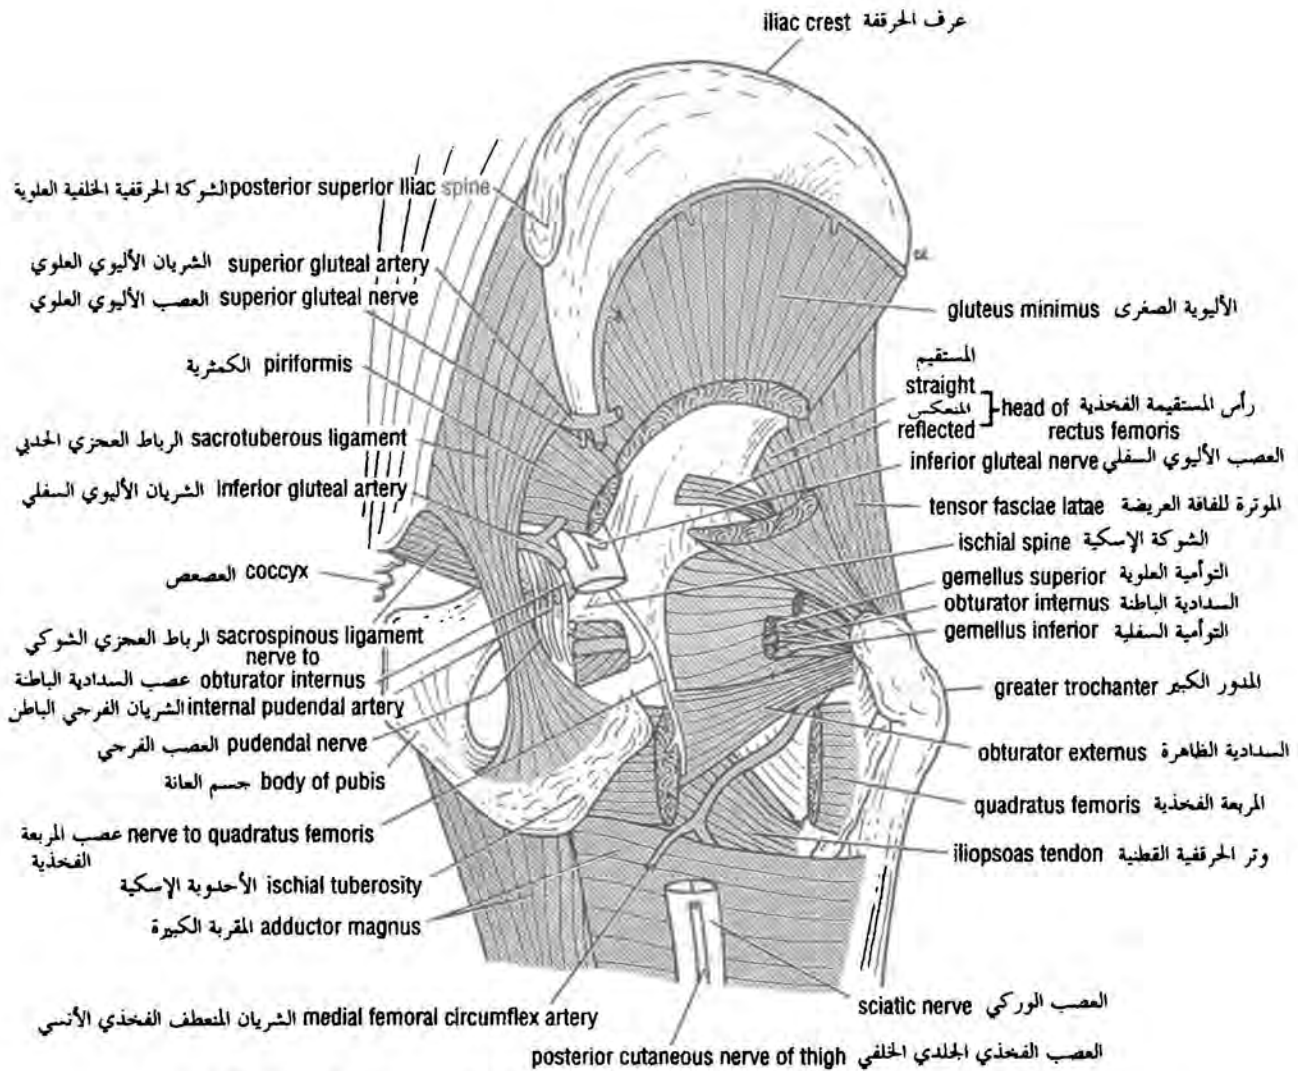 iliac crest عرف الحرقفة
الشوكة الحرقفية الخلفية العلوية posterior superior iliac spine
الشريان الأليوي العلوي superior gluteal artery
العصب الأليوي العلوي superior gluteal nerve
الكمثرية piriformis
الرباط العجزي الحدبي sacrotuberous ligament
الشريان الأليوي السفلي inferior gluteal artery
العصعص coccyx
الرباط العجزي الشوكي sacrospinous ligament
nerve to
عصب السدادية الباطنة obturator internus
الشريان الفرجي الباطن internal pudendal artery
العصب الفرجي pudendal nerve
جسم العانة body of pubis
عصب المربعة nerve to quadratus femoris
الفخذية
الأحدوبة الإسكية ischial tuberosity
المقربة الكبيرة adductor magnus
الشريان المنعطف الفخذي الأنسي medial femoral circumflex artery
gluteus minimus الأليوية الصغرى
المستقيم
straight
المنعكس
reflected
head of رأس المستقيمة الفخذية
rectus femoris
inferior gluteal nerve العصب الأليوي السفلي
tensor fasciae latae الموترة للفافة العريضة
ischial spine الشوكة الإسكية
gemellus superior التوأمية العلوية
obturator internus السدادية الباطنة
gemellus inferior التوأمية السفلية
greater trochanter المدور الكبير
obturator externus السدادية الظاهرة
quadratus femoris المربعة الفخذية
iliopsoas tendon وتر الحرقفية القطنية
sciatic nerve العصب الوركي
posterior cutaneous nerve of thigh العصب الفخذي الجلدي الخلفي